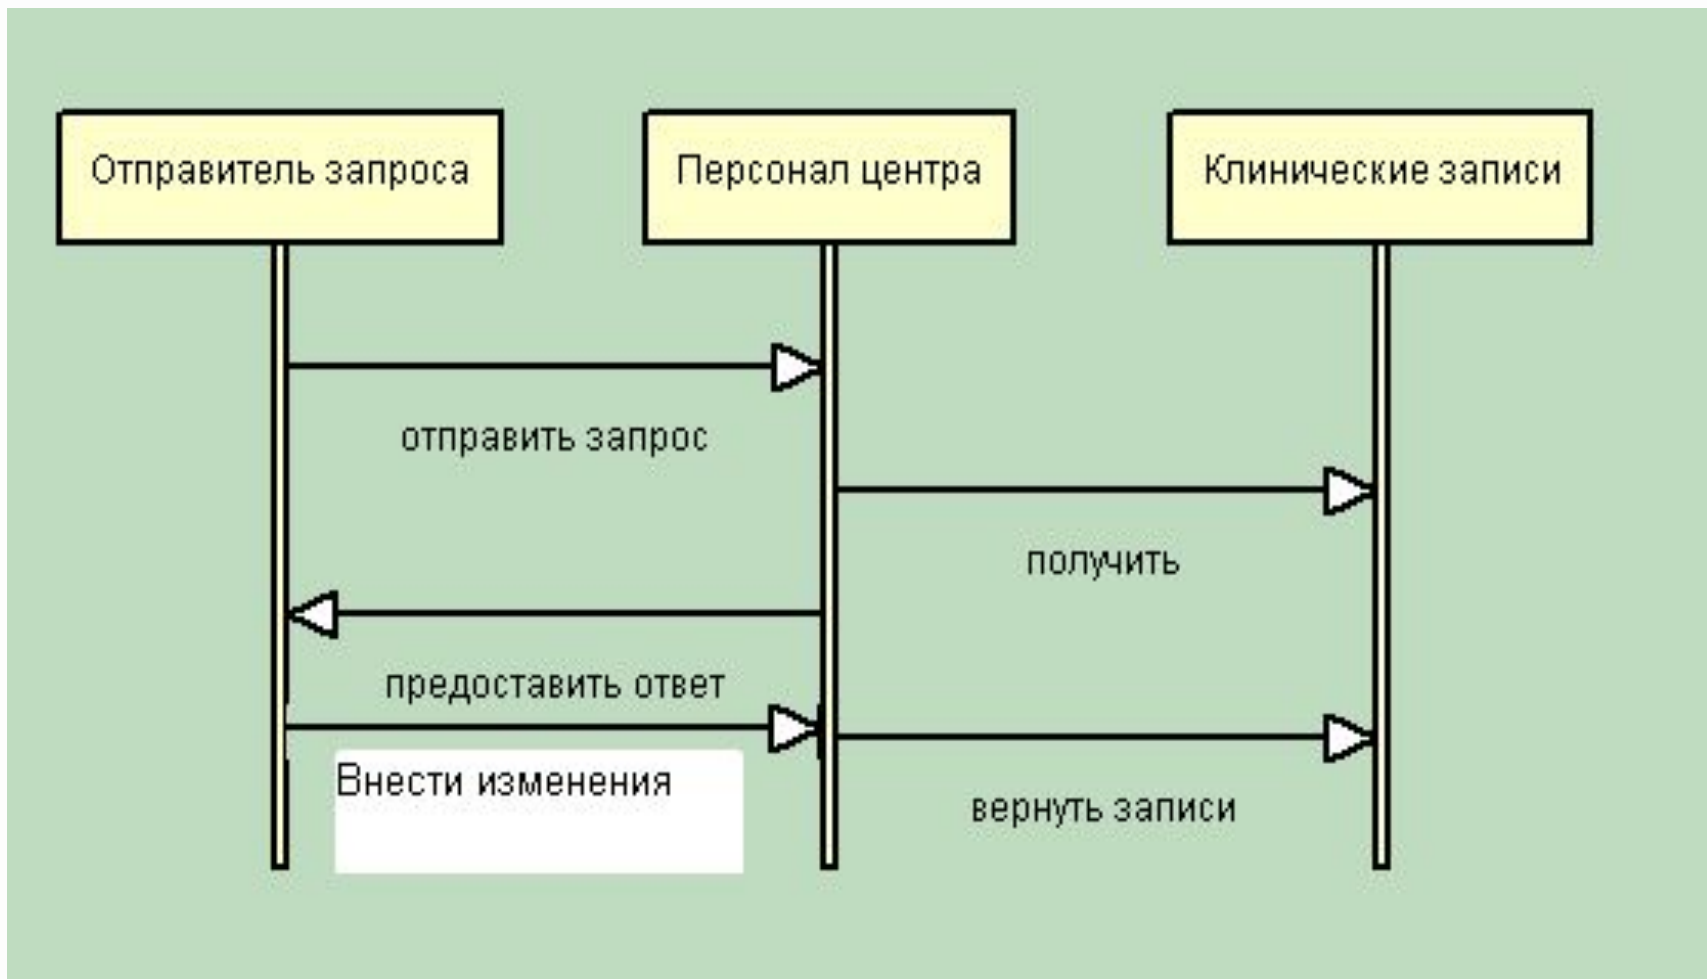 Отправитель запроса
Персонал центра
Клинические записи
отправить запрос
получить
предоставить ответ
Внести изменения
вернуть записи